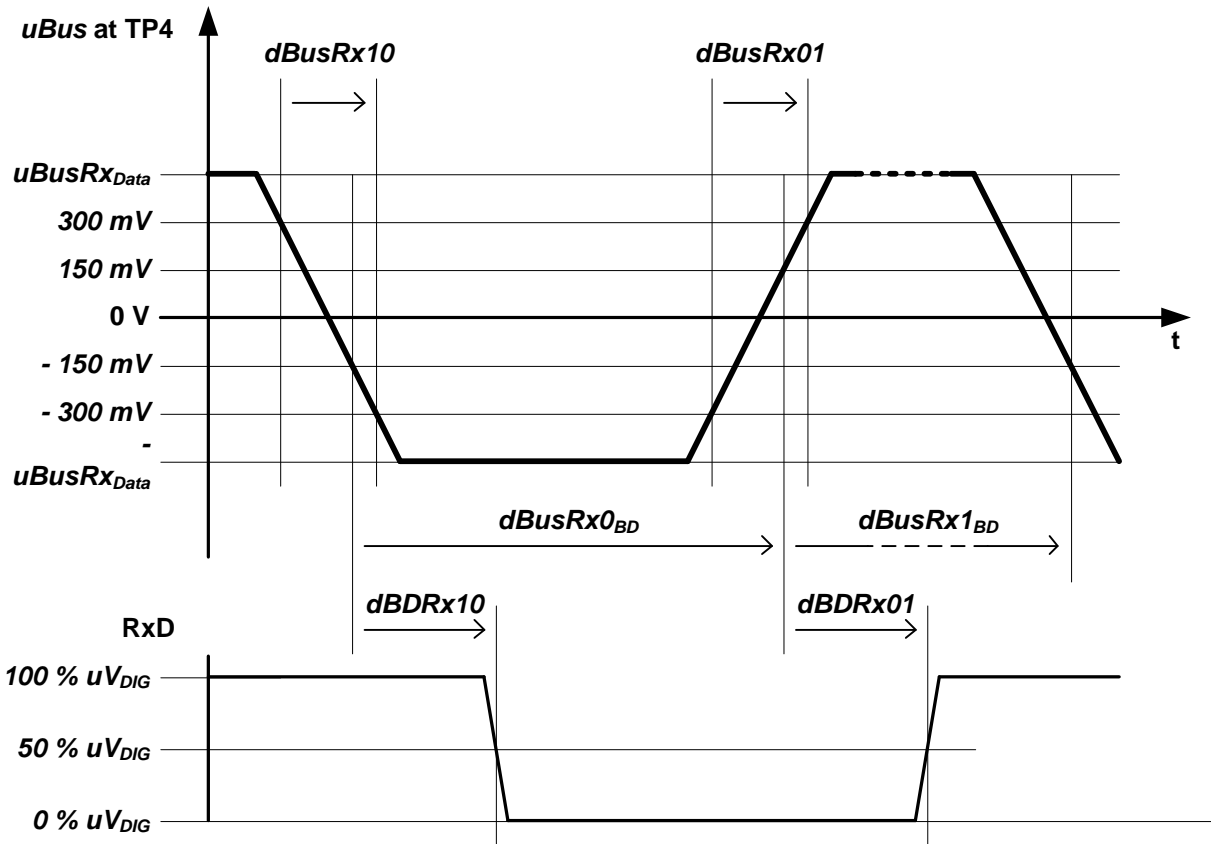 uBus at TP4
dBusRx10
dBusRx01
uBusRxData
300 mV
150 mV
0 V
t
- 150 mV
- 300 mV
-
uBusRxData
dBusRx0BD
dBusRx1BD
dBDRx10
dBDRx01
RxD
100 % uVDIG
50 % uVDIG
0 % uVDIG